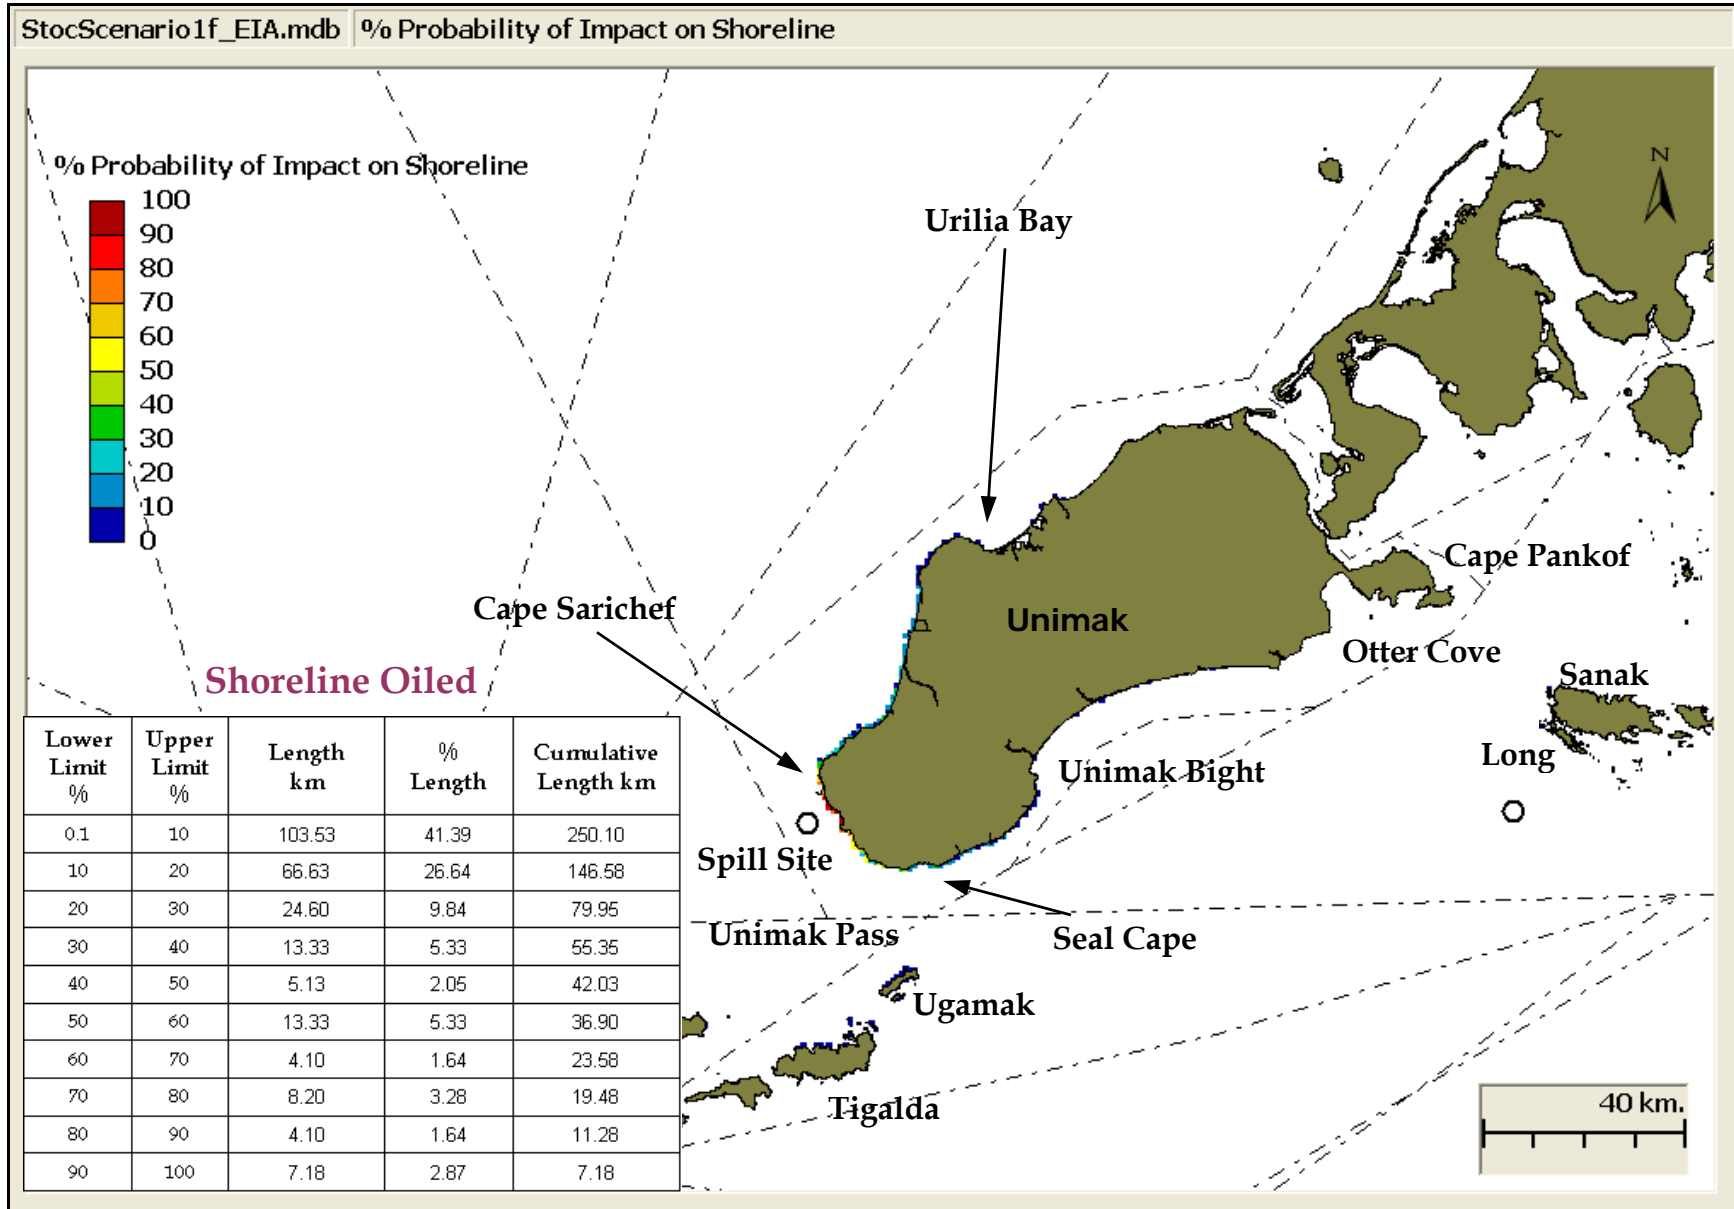 StocScenario1f_EIA.mdb % Probability of Impact on Shoreline
% Probability of Impact on Shoreline
100
90
80
70
60
50
40
30
20
10
0
N
Urilia Bay
Cape Pankof
Cape Sarichef
Unimak
Otter Cove
Sanak
Long
Unimak Bight
Spill Site
Unimak Pass
Seal Cape
Ugamak
Tigalda
40 km.
Shoreline Oiled
Lower Limit % Upper Limit % Length km % Length Cumulative Length km
0.1 10 103.53 41.39 250.10
10 20 66.63 26.64 146.58
20 30 24.60 9.84 79.95
30 40 13.33 5.33 55.35
40 50 5.13 2.05 42.03
50 60 13.33 5.33 36.90
60 70 4.10 1.64 23.58
70 80 8.20 3.28 19.48
80 90 4.10 1.64 11.28
90 100 7.18 2.87 7.18